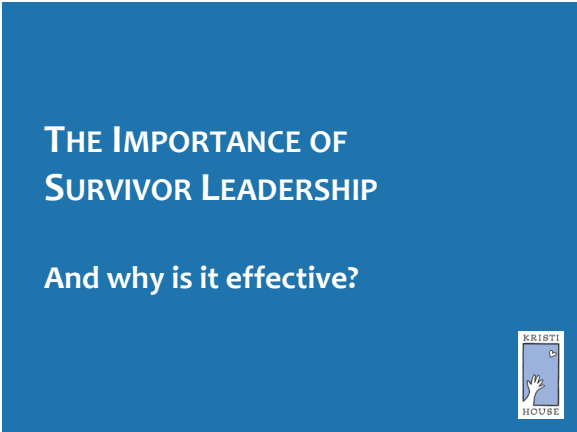 THE IMPORTANCE OF
SURVIVOR LEADERSHIP
And why is it effective?
KRISTI
HOUSE